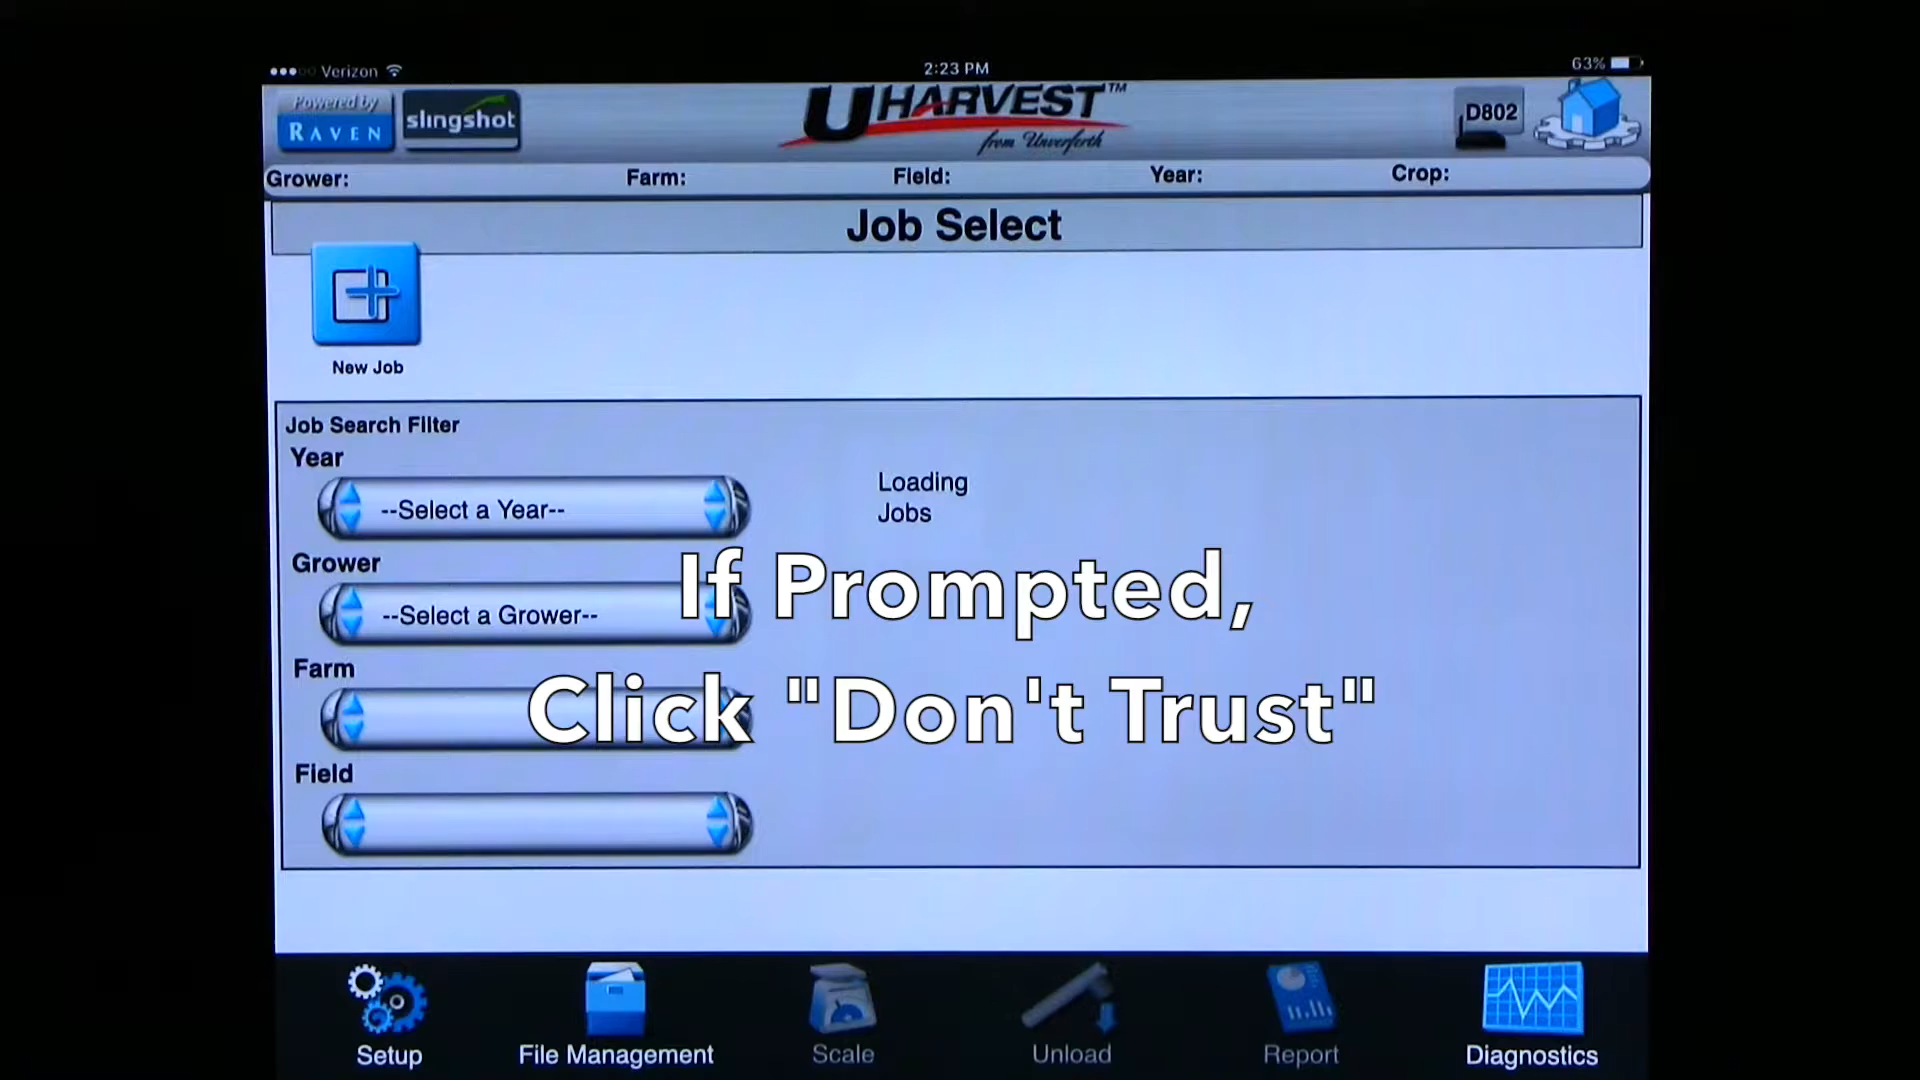 Verizon
2:23 PM
63%
Powered by
RAVEN
slingshot
UHARVEST™
from Unverferth
D802
Grower:
Farm:
Field:
Year:
Crop:
Job Select
New Job
Job Search Filter
Year
--Select a Year--
Loading
Jobs
Grower
--Select a Grower--
If Prompted,
Click "Don't Trust"
Farm
Field
Setup
File Management
Scale
Unload
Report
Diagnostics